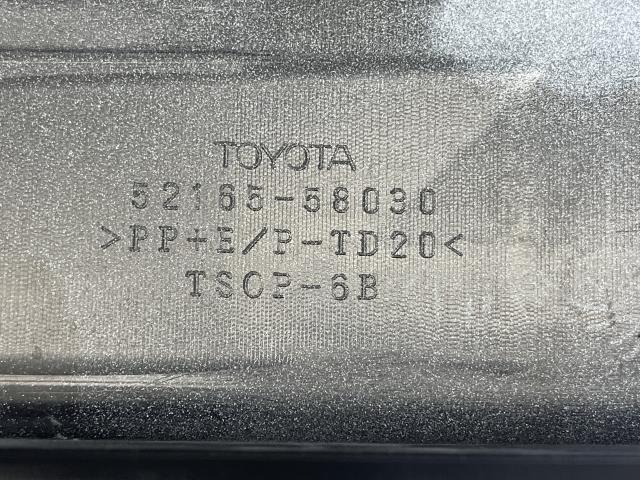 TOYOTA
52165-58030
>PP+E/P-TD20<
TSOP-6B